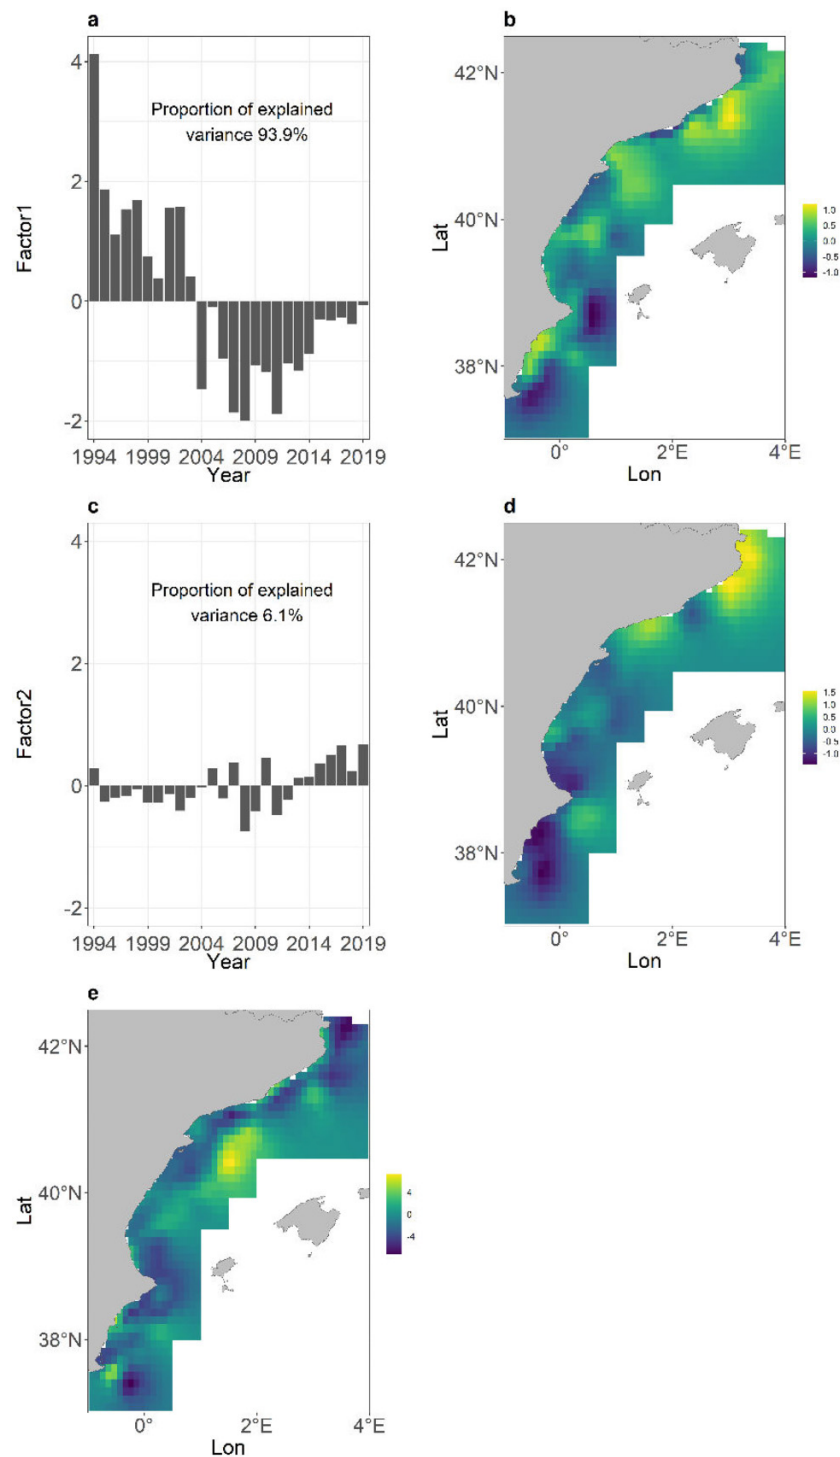 a
4
2
0
-2
Factor1
Proportion of explained
variance 93.9%
1994 1999 2004 2009 2014 2019
Year
b
42°N
40°N
38°N
Lat
0° 2°E 4°E
Lon
1.0
0.5
0.0
-0.5
-1.0
c
4
2
0
-2
Factor2
Proportion of explained
variance 6.1%
1994 1999 2004 2009 2014 2019
Year
d
42°N
40°N
38°N
Lat
0° 2°E 4°E
Lon
1.5
1.0
0.5
0.0
-0.5
-1.0
e
42°N
40°N
38°N
Lat
0° 2°E 4°E
Lon
4
0
-4